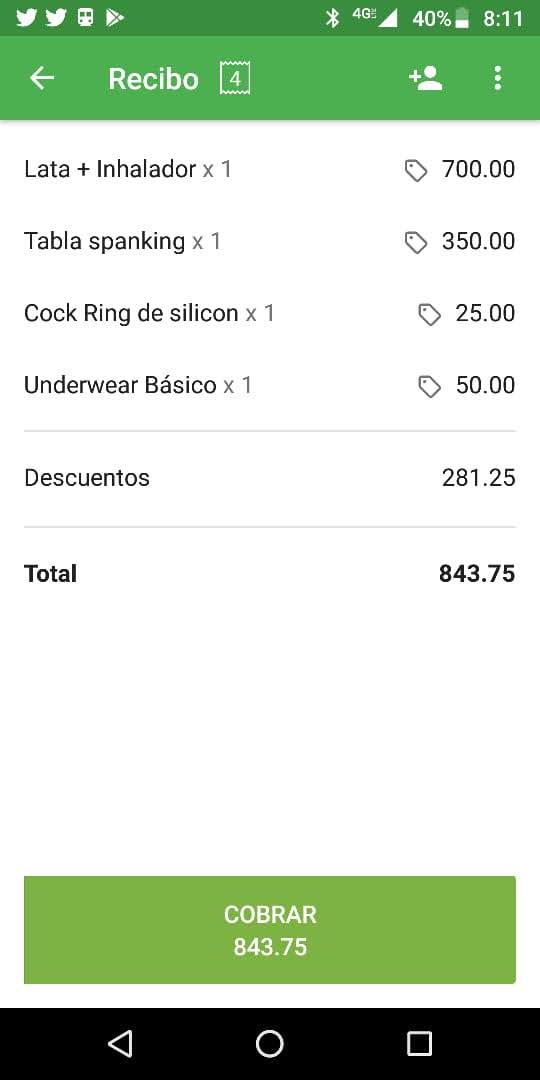 4G 40% 8:11
Recibo 4
Lata + Inhalador x 1 700.00
Tabla spanking x 1 350.00
Cock Ring de silicon x 1 25.00
Underwear Básico x 1 50.00
Descuentos 281.25
Total 843.75
COBRAR
843.75